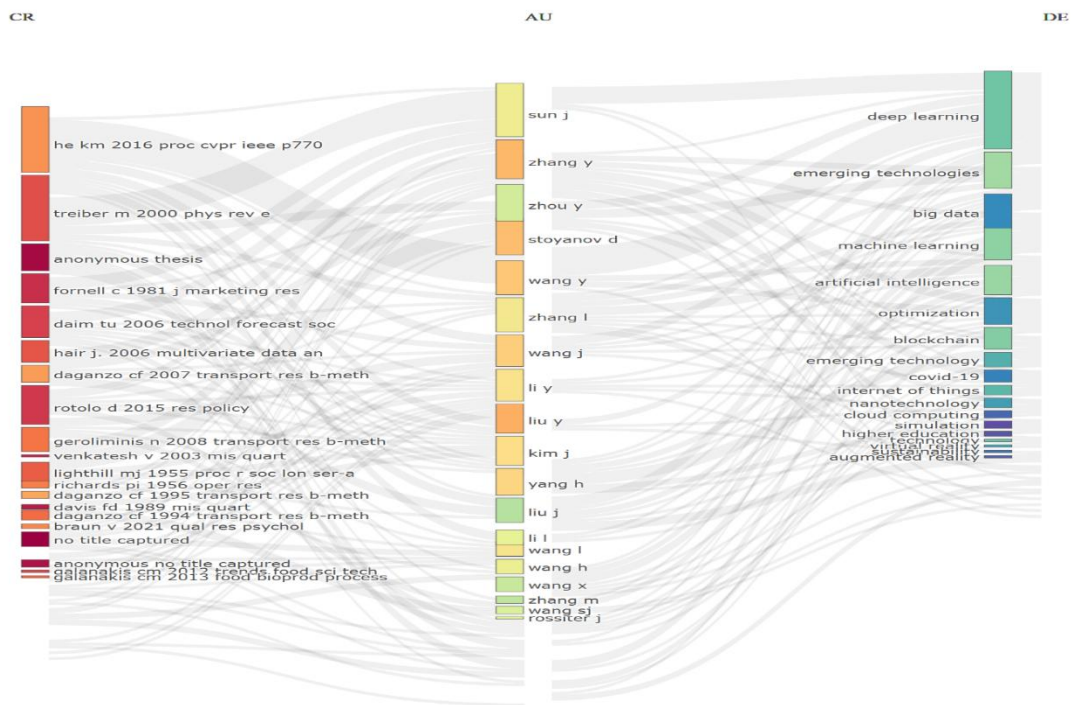 CR
AU
DE
he km 2016 proc cvpr ieee p770
treiber m 2000 phys rev e
anonymous thesis
fornell c 1981 j marketing res
daim tu 2006 technol forecast soc
hair j. 2006 multivariate data an
daganzo cf 2007 transport res b-meth
rotolo d 2015 res policy
geroliminis n 2008 transport res b-meth
venkatesh v 2003 mis quart
lighthill mj 1955 proc r soc lon ser-a
richards pi 1956 oper res
daganzo cf 1995 transport res b-meth
davis fd 1989 mis quart
daganzo cf 1994 transport res b-meth
braun v 2021 qual res psychol
no title captured
anonymous no title captured
galanakis cm 2012 trends food sci tech
galanakis cm 2013 food bioprod process
sun j
zhang y
zhou y
stoyanov d
wang y
zhang l
wang j
li y
liu y
kim j
yang h
liu j
li l
wang l
wang h
wang x
zhang m
wang sj
rossiter j
deep learning
emerging technologies
big data
machine learning
artificial intelligence
optimization
blockchain
emerging technology
covid-19
internet of things
nanotechnology
cloud computing
simulation
higher education
technology
virtual reality
sustainability
augmented reality